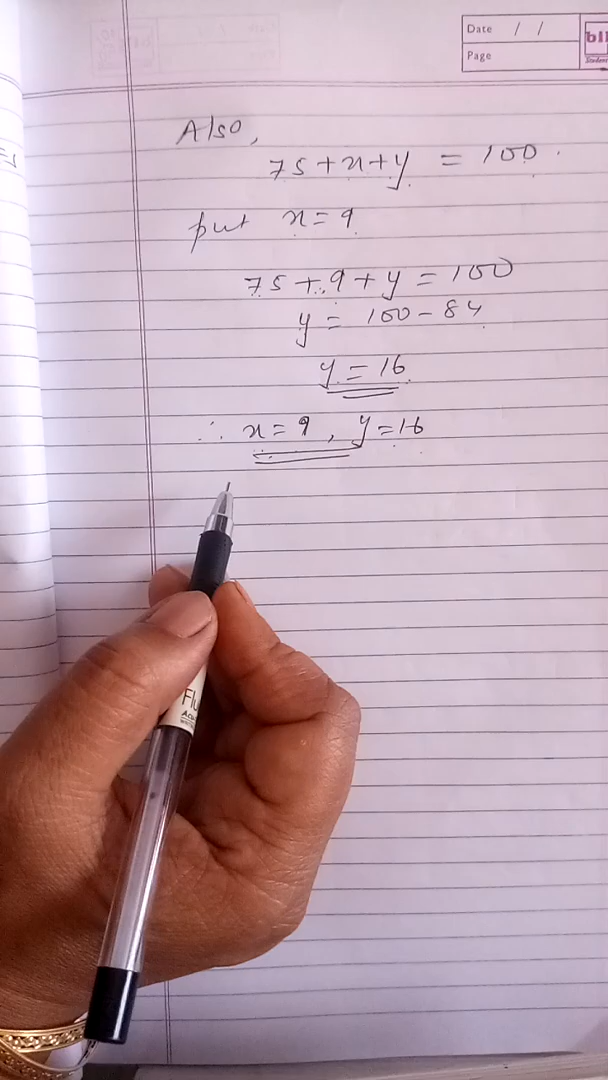 Date / /
Page
Also,
75 + x + y = 100
put x = 9
75 + 9 + y = 100
y = 100 - 84
y = 16
∴ x = 9 , y = 16